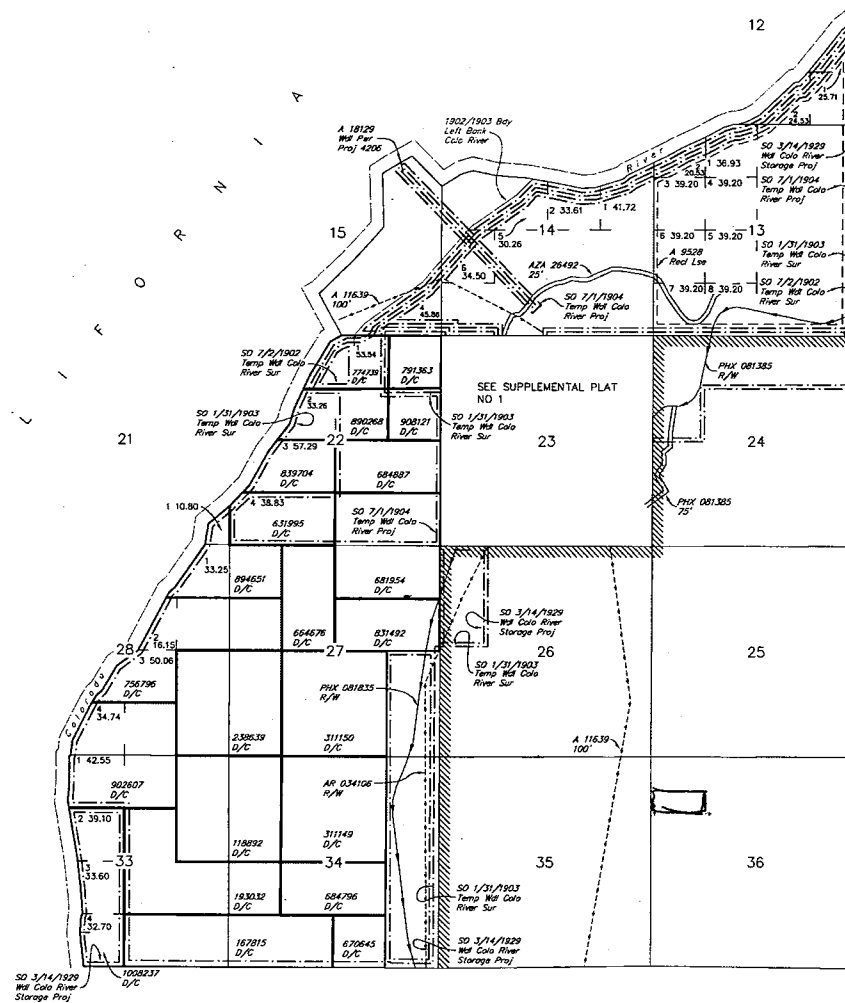 12
25.71
2
24.53
SO 3/14/1929
Wdl Colo River
Storage Proj
1902/1903 Bdy
Left Bank
Colo River
A 18129
Wdl Pwr
Proj 4206
River
2
1 36.93
20.53
3 39.20
4 39.20
SO 7/1/1904
Temp Wdl Colo
River Proj
2 33.61
1 41.72
14
5
30.26
6 39.20
5 39.20
13
15
SO 1/31/1903
Temp Wdl Colo
River Sur
A 9528
Recl Lse
6
34.50
AZA 26492
25'
7 39.20
8 39.20
SO 7/2/1902
Temp Wdl Colo
River Sur
A 11639
100'
SO 7/1/1904
Temp Wdl Colo
River Proj
4
45.86
L I F O R N I A
SO 7/2/1902
Temp Wdl Colo
River Sur
1
53.84
774739
D/C
791363
D/C
PHX 081385
R/W
SEE SUPPLEMENTAL PLAT
NO 1
SO 1/31/1903
Temp Wdl Colo
River Sur
2
33.26
890268
D/C
908121
D/C
SO 1/31/1903
Temp Wdl Colo
River Sur
21
22
23
24
3 57.29
839704
D/C
684887
D/C
4 38.83
1 10.80
631995
D/C
SO 7/1/1904
Temp Wdl Colo
River Proj
PHX 081385
75'
1
33.25
894651
D/C
681954
D/C
SO 3/14/1929
Wdl Colo River
Storage Proj
2
16.15
664676
D/C
831492
D/C
28
3 50.06
27
26
25
SO 1/31/1903
Temp Wdl Colo
River Sur
756796
D/C
PHX 081835
R/W
Colorado
4
34.74
238639
D/C
311150
D/C
A 11639
100'
1 42.55
902607
D/C
AR 034106
R/W
2 39.10
118892
D/C
311149
D/C
33
34
35
36
3
33.60
193032
D/C
684796
D/C
SO 1/31/1903
Temp Wdl Colo
River Sur
4
32.70
167815
D/C
670645
D/C
SO 3/14/1929
Wdl Colo River
Storage Proj
SO 3/14/1929
Wdl Colo River
Storage Proj
1008237
D/C